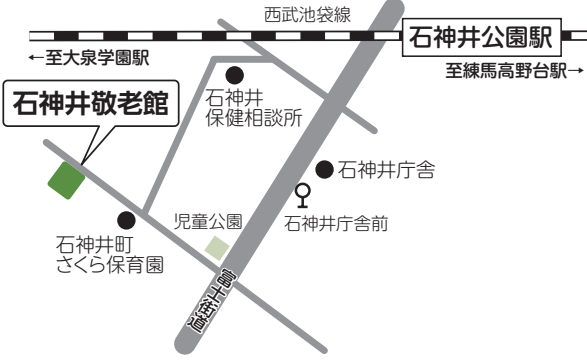 西武池袋線
石神井公園駅
←至大泉学園駅
至練馬高野台駅→
石神井敬老館
石神井
保健相談所
石神井庁舎
石神井庁舎前
児童公園
石神井町
さくら保育園
富士街道